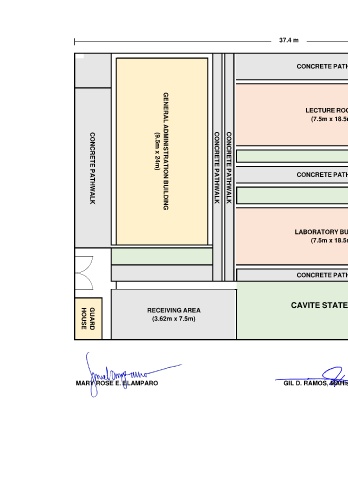 37.4 m
CONCRETE PATH
GENERAL ADMINISTRATION BUILDING
(9.5m x 24m)
CONCRETE PATHWALK
CONCRETE PATHWALK
CONCRETE PATHWALK
LECTURE ROO
(7.5m x 18.5
CONCRETE PATH
LABORATORY BU
(7.5m x 18.5
CONCRETE PATH
GUARD
HOUSE
RECEIVING AREA
(3.62m x 7.5m)
CAVITE STATE
MARY ROSE E. ELAMPARO
GIL D. RAMOS,